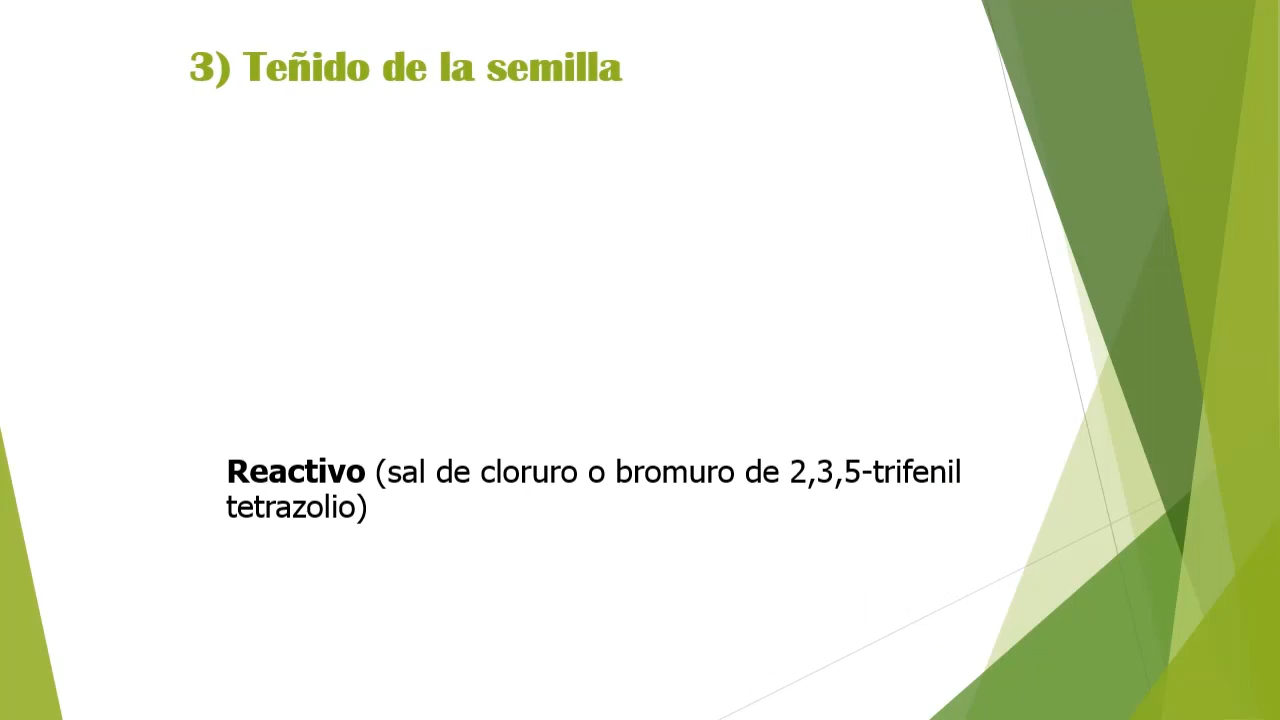 3) Teñido de la semilla
Reactivo (sal de cloruro o bromuro de 2,3,5-trifenil
tetrazolio)